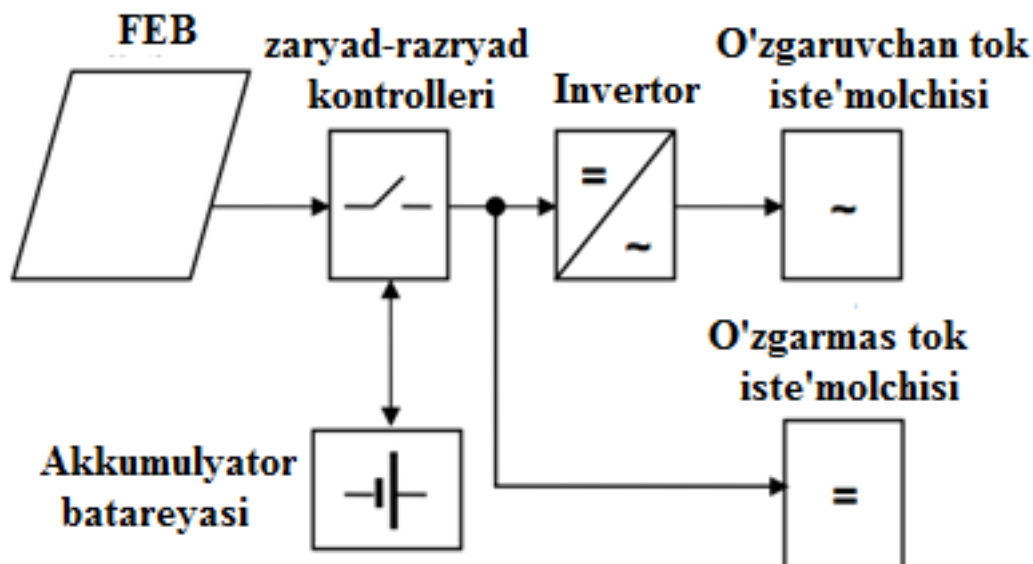 FEB
zaryad-razryad
kontrolleri
Invertor
O'zgaruvchan tok
iste'molchisi
=
~
~
O'zgarmas tok
iste'molchisi
=
Akkumulyator
batareyasi